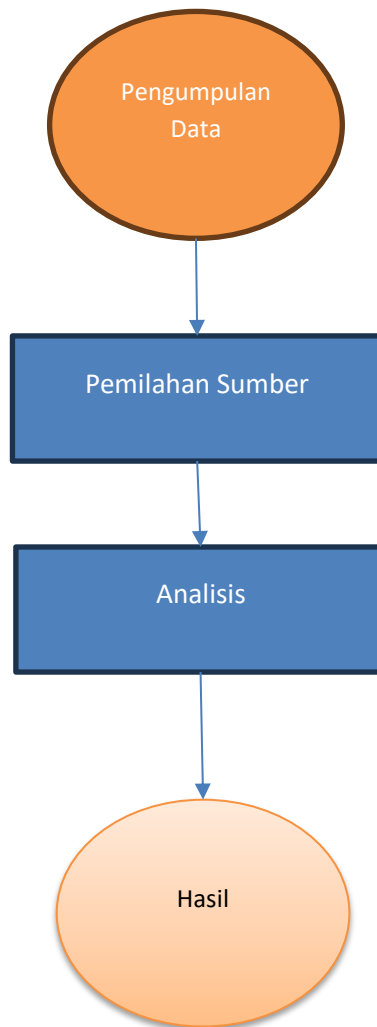 Pengumpulan
Data
Pemilahan Sumber
Analisis
Hasil